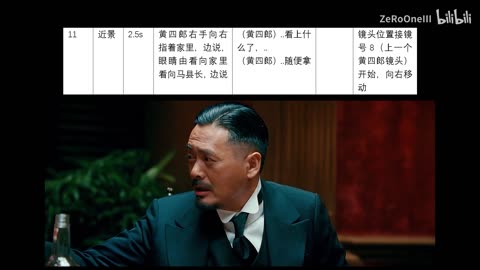 ZeRoOneIII bilibili
11
近景
2.5s
黄四郎右手向右
指着家里，边说，
眼睛由看向家里
看向马县长，边说
（黄四郎）..看上什
么了，..
（黄四郎）..随便拿
镜头位置接镜
号 8（上一个
黄四郎镜头）
开始，向右移
动